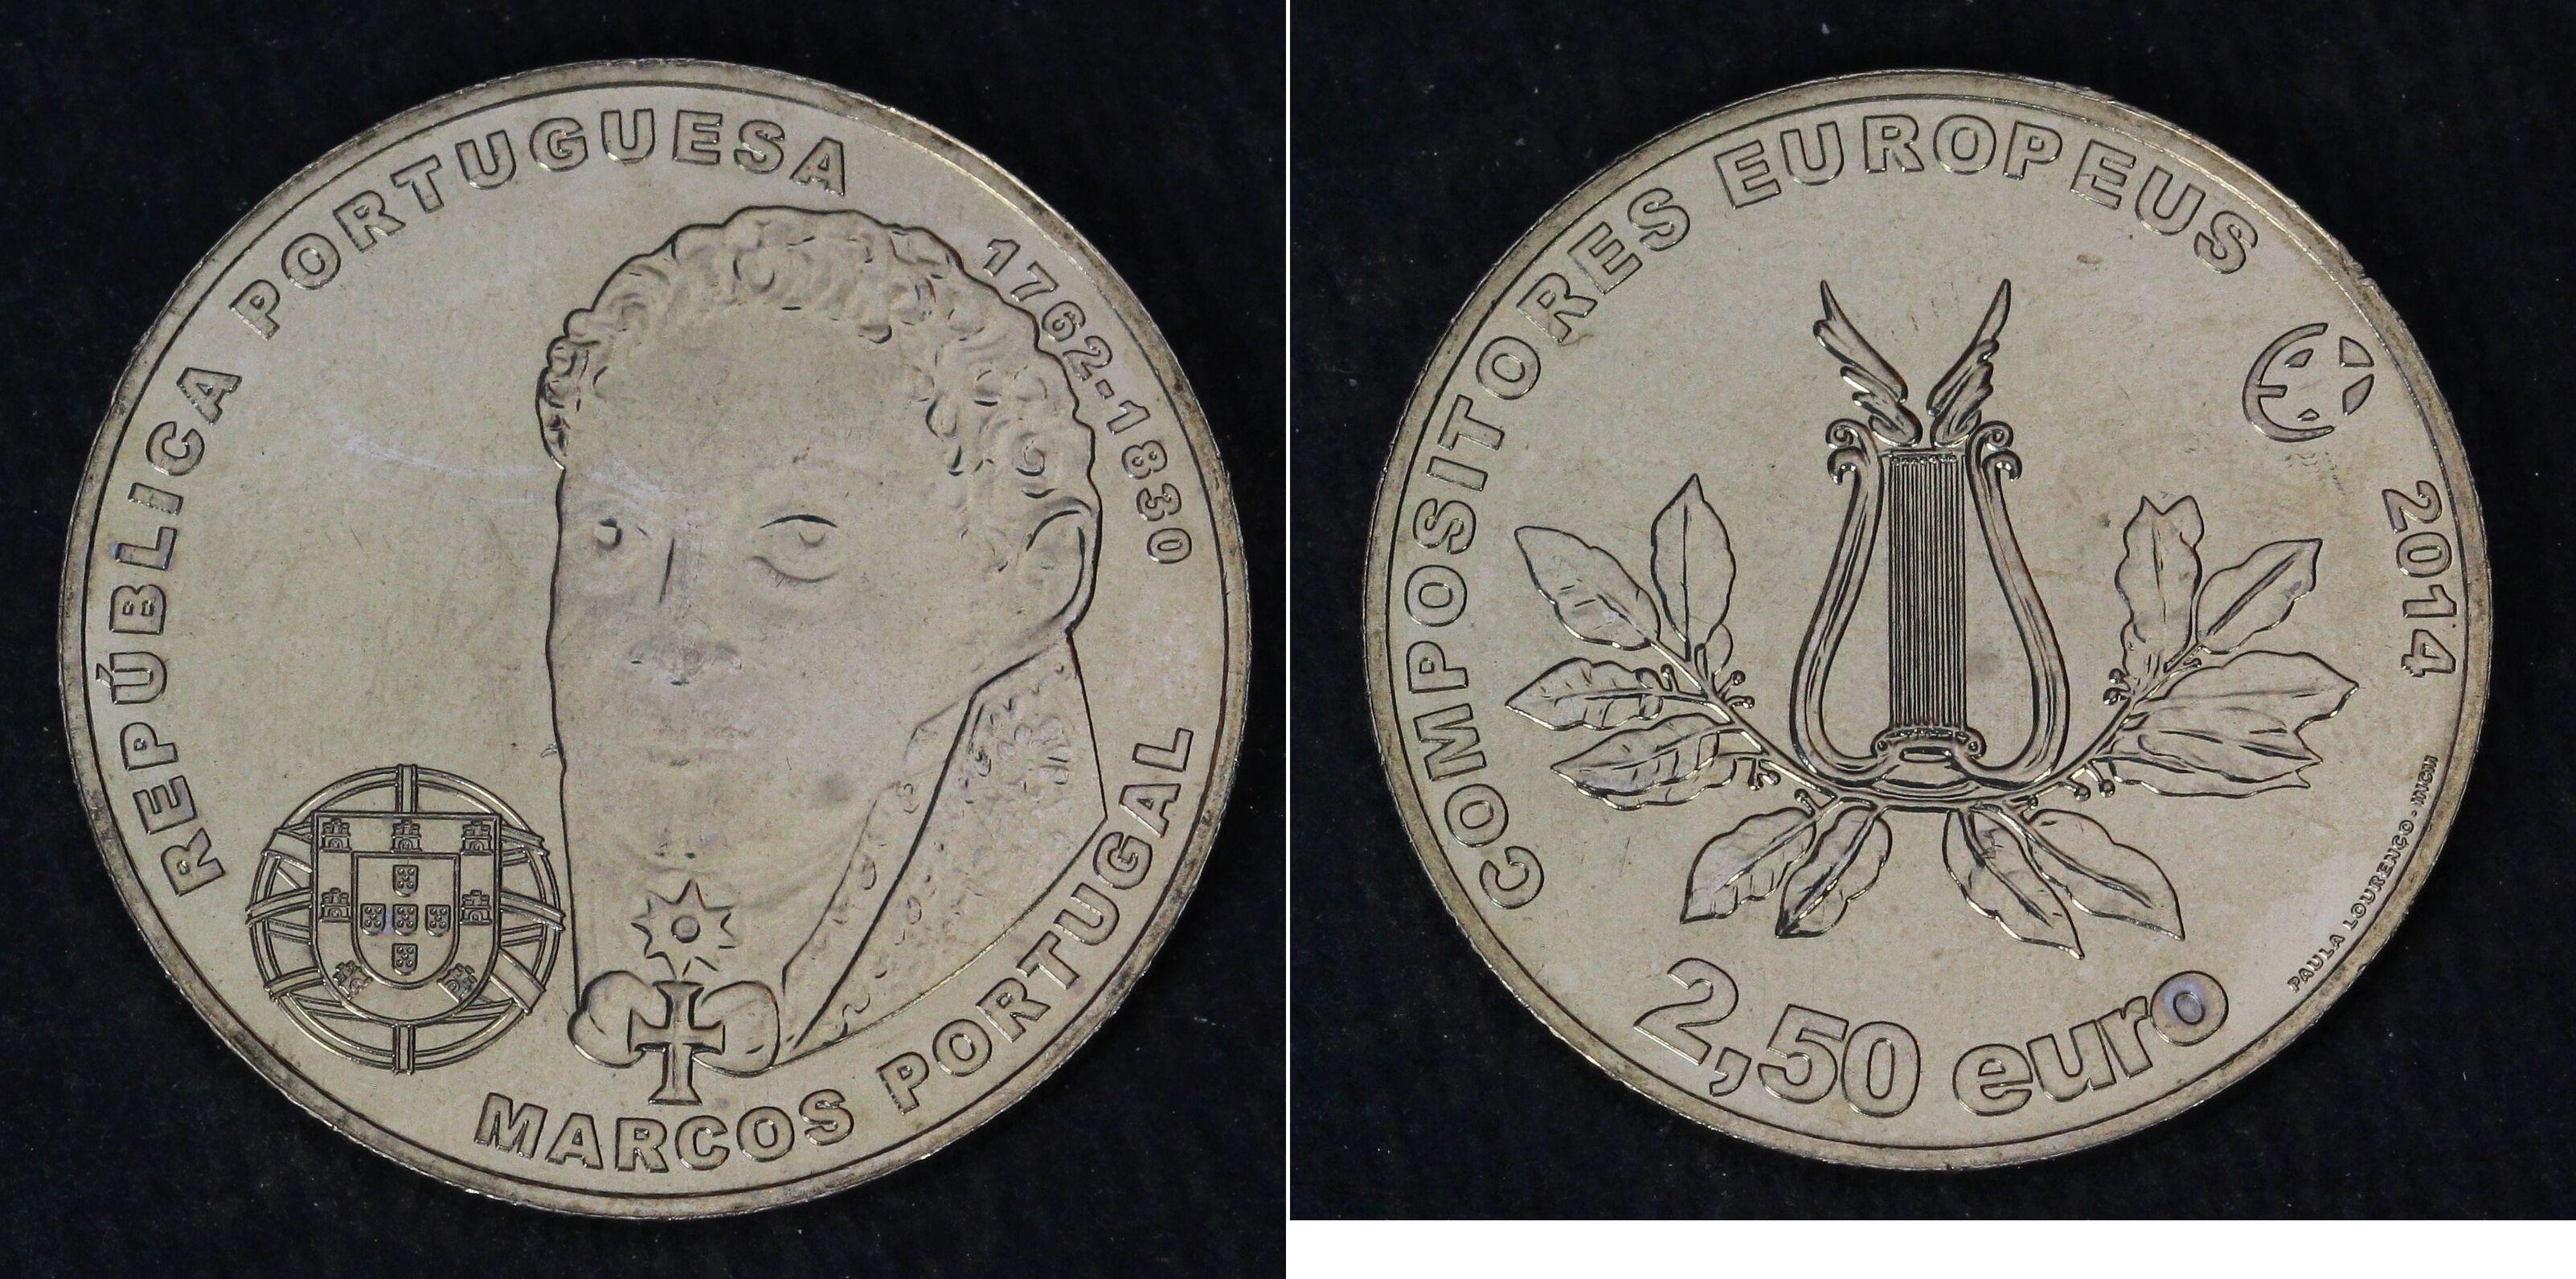 REPÚBLICA PORTUGUESA
1762-1830
MARCOS PORTUGAL
COMPOSITORES EUROPEUS
2014
PAULA LOURENÇO·INCM
2,50 euro